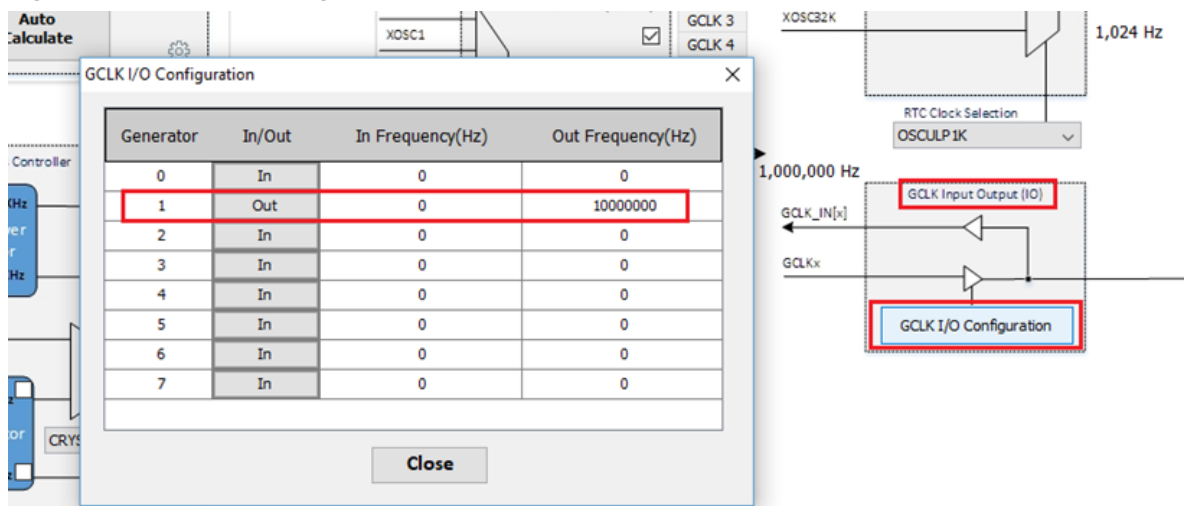 Auto
Calculate
XOSC1
GCLK 3
GCLK 4
XOSC32K
1,024 Hz
RTC Clock Selection
OSCULP1K
GCLK I/O Configuration
Generator In/Out In Frequency(Hz) Out Frequency(Hz)
0 In 0 0
1 Out 0 10000000
2 In 0 0
3 In 0 0
4 In 0 0
5 In 0 0
6 In 0 0
7 In 0 0
Close
Controller
KHz
1,000,000 Hz
GCLK Input Output (IO)
GCLK_IN[x]
GCLKx
GCLK I/O Configuration
CRYS